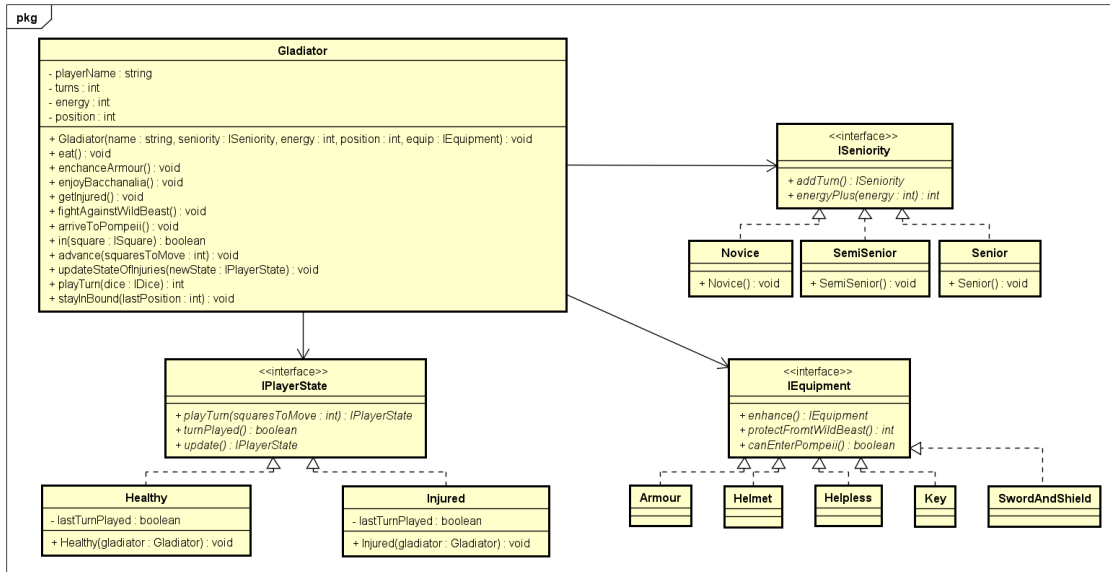 pkg
Gladiator
- playerName : string
- turns : int
- energy : int
- position : int
+ Gladiator(name : string, seniority : ISeniority, energy : int, position : int, equip : IEquipment) : void
+ eat() : void
+ enchanceArmour() : void
+ enjoyBacchanalia() : void
+ getInjured() : void
+ fightAgainstWildBeast() : void
+ arriveToPompeii() : void
+ in(square : ISquare) : boolean
+ advance(squaresToMove : int) : void
+ updateStateOfInjuries(newState : IPlayerState) : void
+ playTurn(dice : IDice) : int
+ stayInBound(lastPosition : int) : void
<<interface>>
ISeniority
+ addTurn() : ISeniority
+ energyPlus(energy : int) : int
Novice
+ Novice() : void
SemiSenior
+ SemiSenior() : void
Senior
+ Senior() : void
<<interface>>
IPlayerState
+ playTurn(squaresToMove : int) : IPlayerState
+ turnPlayed() : boolean
+ update() : IPlayerState
<<interface>>
IEquipment
+ enhance() : IEquipment
+ protectFromtWildBeast() : int
+ canEnterPompeii() : boolean
Healthy
- lastTurnPlayed : boolean
+ Healthy(gladiator : Gladiator) : void
Injured
- lastTurnPlayed : boolean
+ Injured(gladiator : Gladiator) : void
Armour
Helmet
Helpless
Key
SwordAndShield